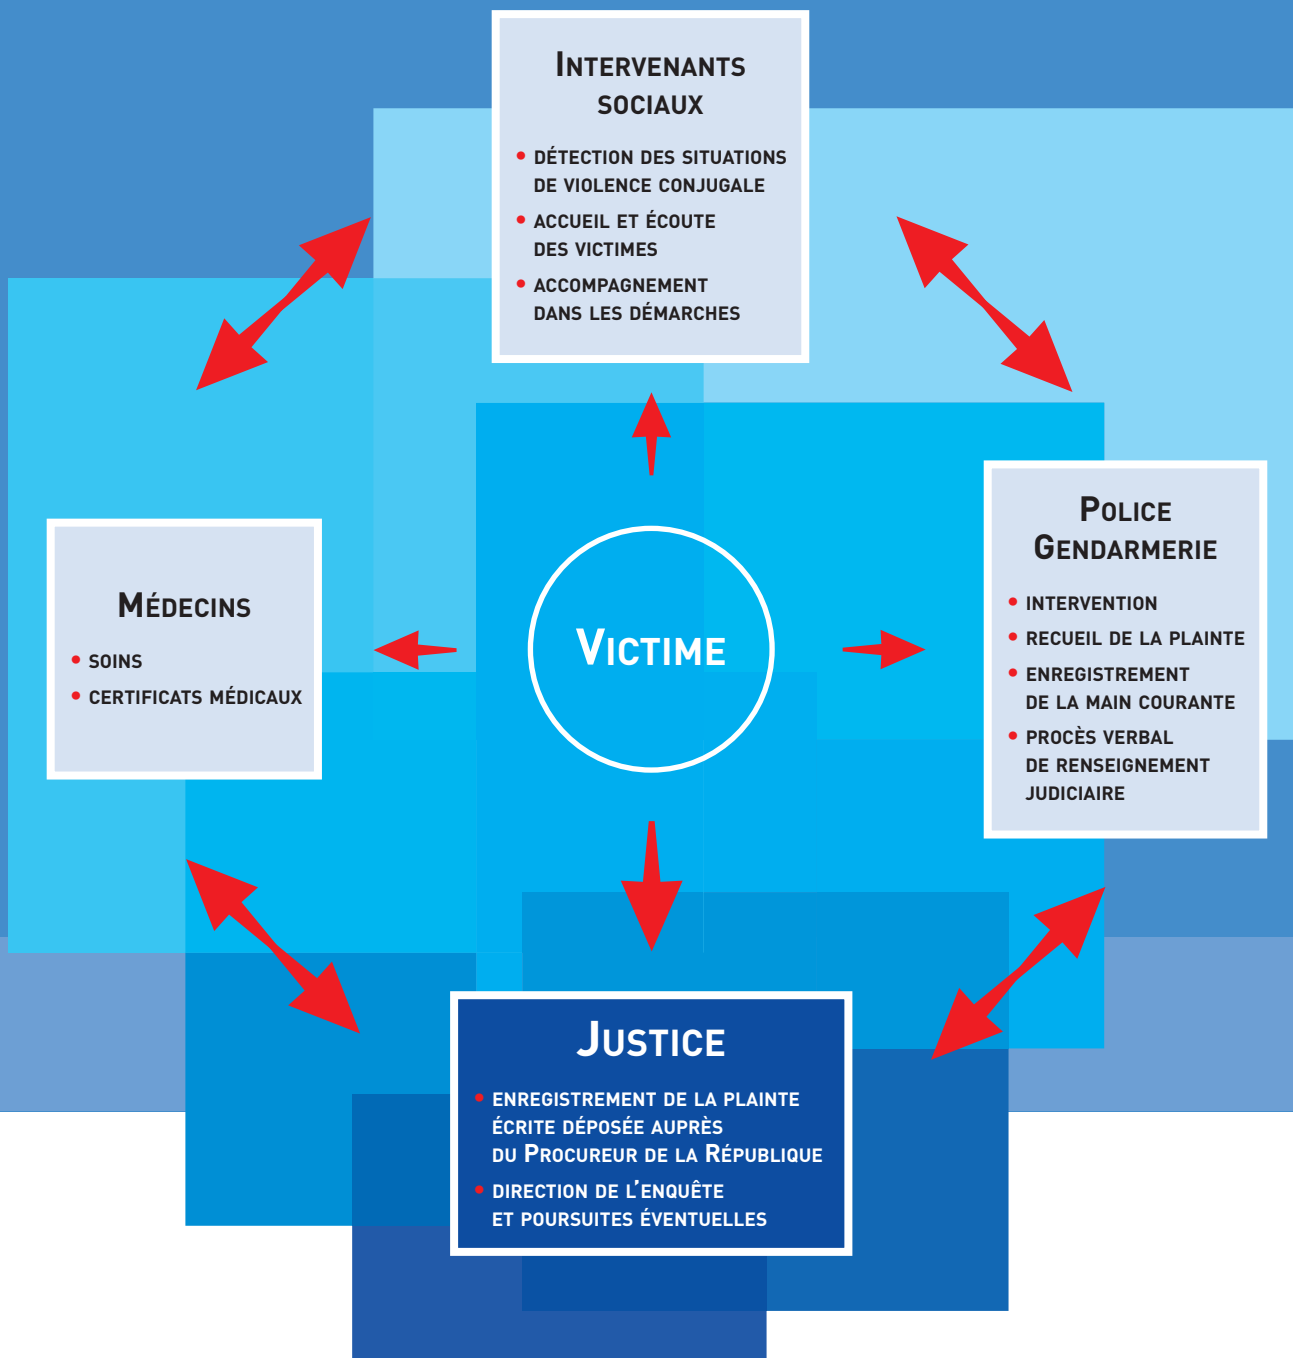 Intervenants
sociaux
• détection des situations
de violence conjugale
• accueil et écoute
des victimes
• accompagnement
dans les démarches
Médecins
• soins
• certificats médicaux
Victime
Police
Gendarmerie
• intervention
• recueil de la plainte
• enregistrement
de la main courante
• procès verbal
de renseignement
judiciaire
Justice
• enregistrement de la plainte
écrite déposée auprès
du Procureur de la République
• direction de l'enquête
et poursuites éventuelles